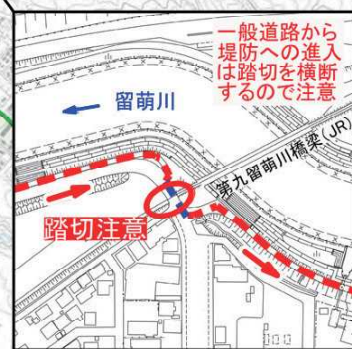 一般道路から
堤防への進入
は踏切を横断
するので注意
留萌川
第九留萌川橋梁(JR)
踏切注意